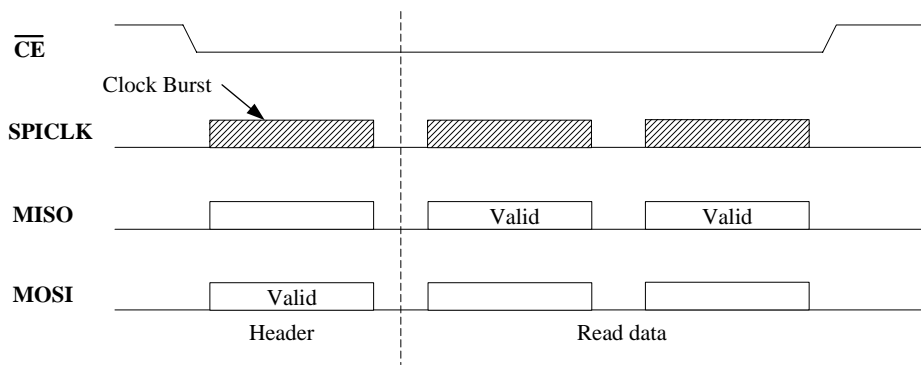 CE
Clock Burst
SPICLK
MISO
Valid
Valid
MOSI
Valid
Header
Read data